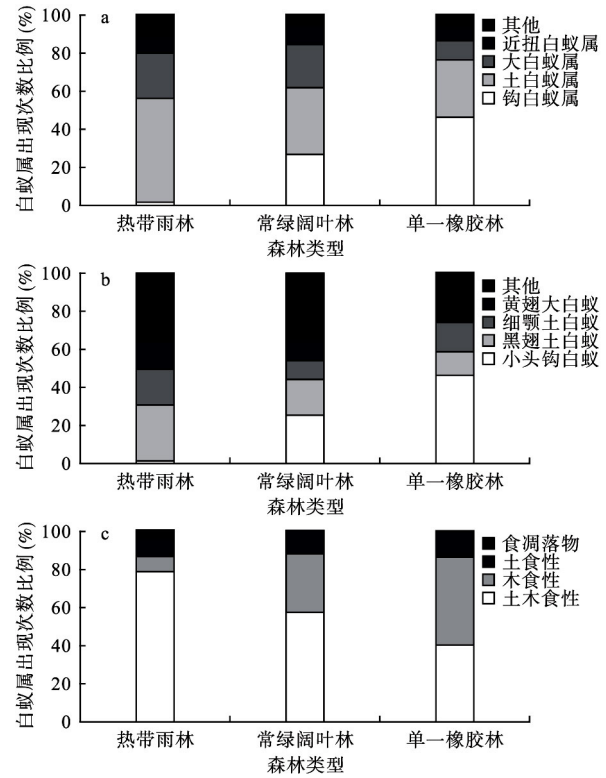 白蚁属出现次数比例 (%)
a
100
80
60
40
20
0
其他
近扭白蚁属
大白蚁属
土白蚁属
钩白蚁属
热带雨林 常绿阔叶林 单一橡胶林
森林类型
白蚁属出现次数比例 (%)
b
100
80
60
40
20
0
其他
黄翅大白蚁
细颚土白蚁
黑翅土白蚁
小头钩白蚁
热带雨林 常绿阔叶林 单一橡胶林
森林类型
白蚁属出现次数比例 (%)
c
100
80
60
40
20
0
食凋落物
土食性
木食性
土木食性
热带雨林 常绿阔叶林 单一橡胶林
森林类型